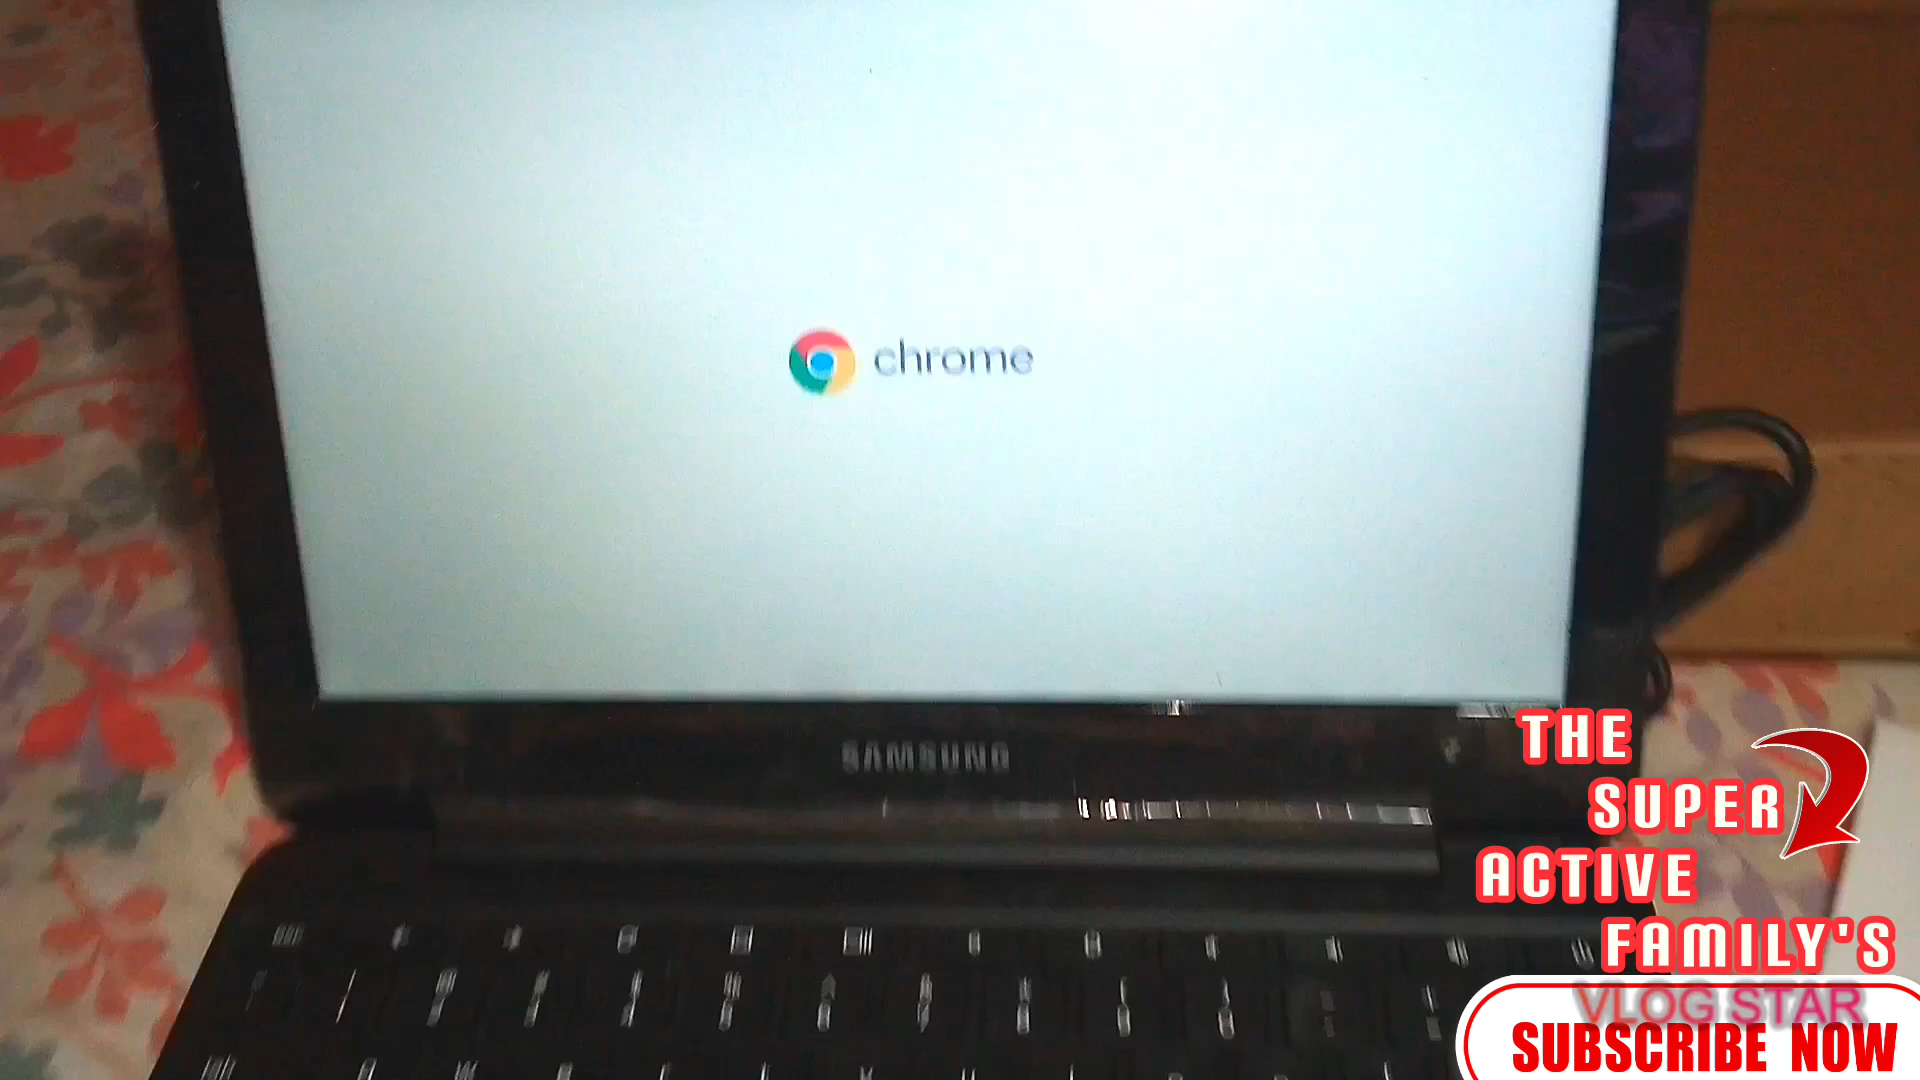 chrome
SAMSUNG
THE
SUPER
ACTIVE
FAMILY'S
VLOG STAR
SUBSCRIBE NOW